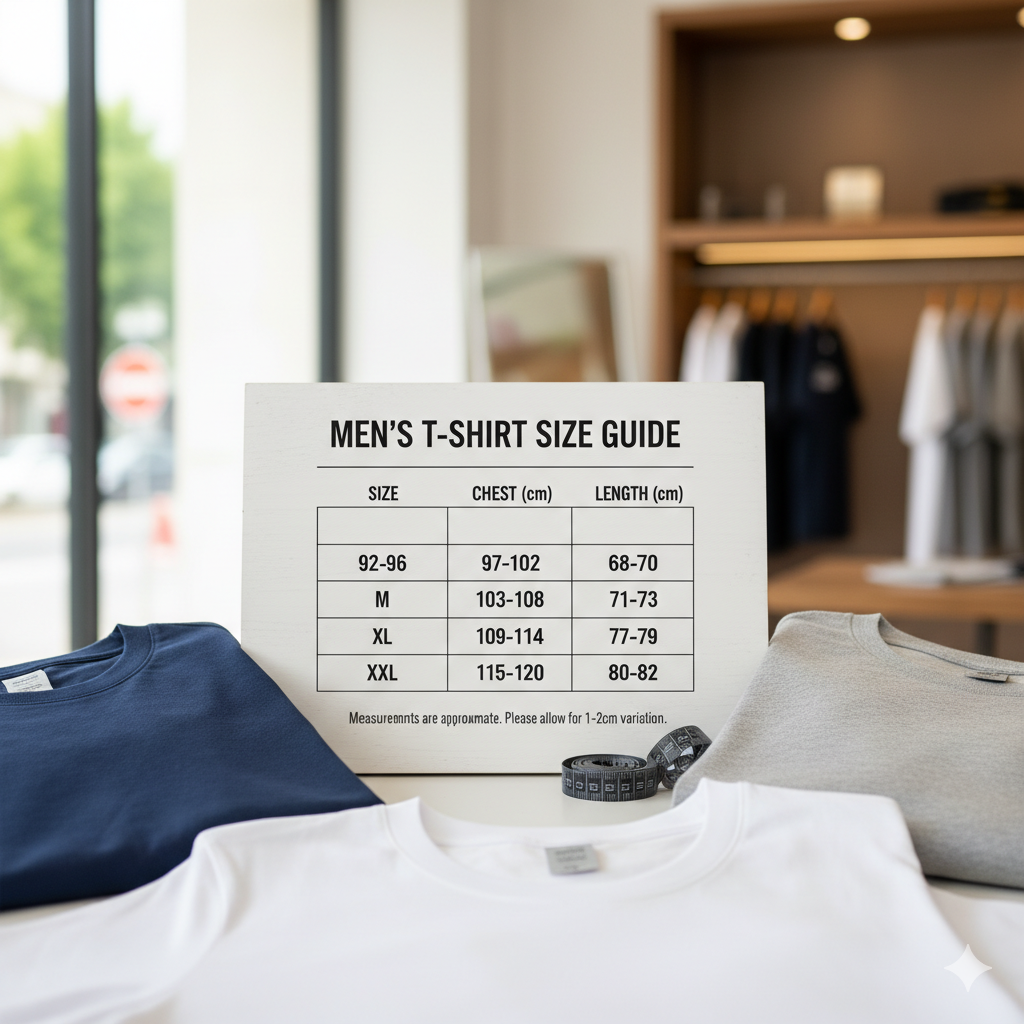 MEN'S T-SHIRT SIZE GUIDE
SIZE CHEST (cm) LENGTH (cm)
92-96 97-102 68-70
M 103-108 71-73
XL 109-114 77-79
XXL 115-120 80-82
Measuremnts are approxmate. Please allow for 1-2cm variation.